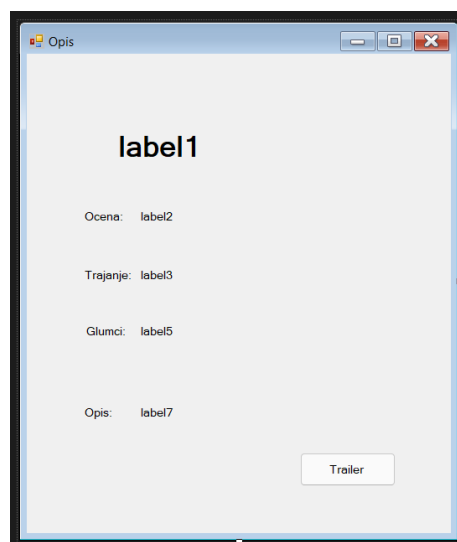 Opis
label1
Ocena: label2
Trajanje: label3
Glumci: label5
Opis: label7
Trailer